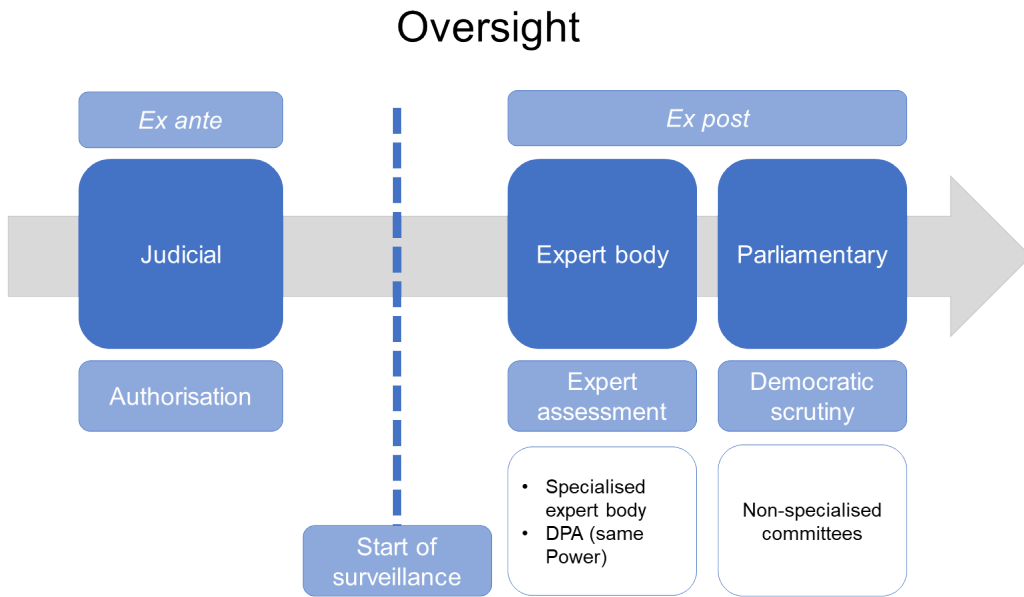 Oversight
Ex ante
Ex post
Judicial
Expert body
Parliamentary
Authorisation
Expert
assessment
Democratic
scrutiny
• Specialised
expert body
• DPA (same
Power)
Non-specialised
committees
Start of
surveillance